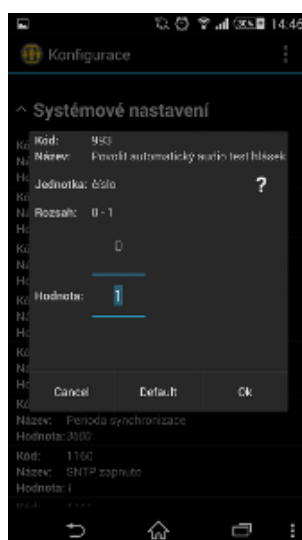 14:46
Konfigurace
Systémové nastavení
Kód: 993
Název: Povolit automatický audio test hlásek
Jednotka: číslo
?
Rozsah: 0 - 1
0
Hodnota: 1
Cancel Default Ok
Název: Perioda synchronizace
Hodnota: 3600
Kód: 1160
Název: SNTP zapnuto
Hodnota: 1